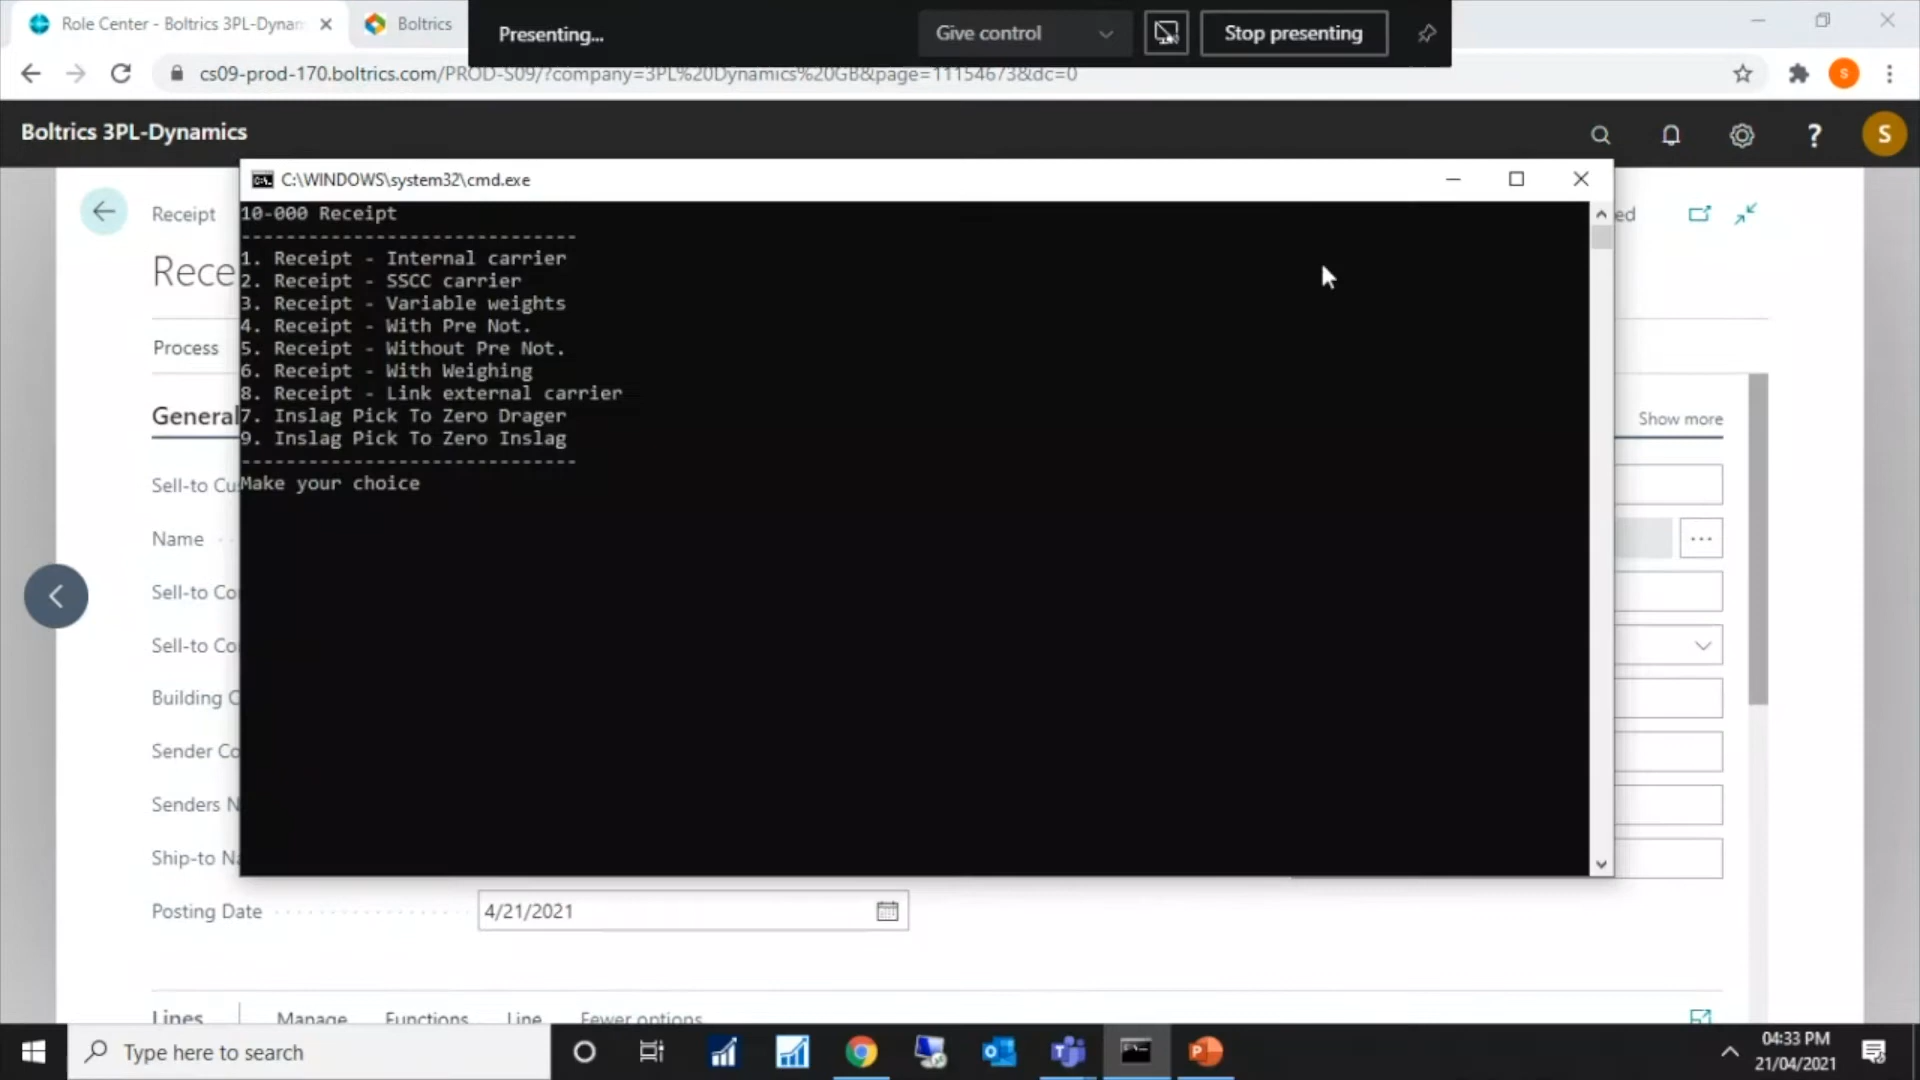 Role Center - Boltrics 3PL-Dynam
Boltrics
Presenting...
Give control
Stop presenting
cs09-prod-170.boltrics.com/PROD-S09/?company=3PL%20Dynamics%20GB&page=11154673&dc=0
Boltrics 3PL-Dynamics
S
C:\WINDOWS\system32\cmd.exe
Receipt
ed
Rece
Process
General
Show more
Sell-to Cu
Name
Sell-to Co
Sell-to Co
Building C
Sender Co
Senders N
Ship-to Na
10-000 Receipt
------------------------------
1. Receipt - Internal carrier
2. Receipt - SSCC carrier
3. Receipt - Variable weights
4. Receipt - With Pre Not.
5. Receipt - Without Pre Not.
6. Receipt - With Weighing
8. Receipt - Link external carrier
7. Inslag Pick To Zero Drager
9. Inslag Pick To Zero Inslag
------------------------------
Make your choice
Posting Date
4/21/2021
Lines
Manage
Functions
Line
Fewer options
Type here to search
04:33 PM
21/04/2021